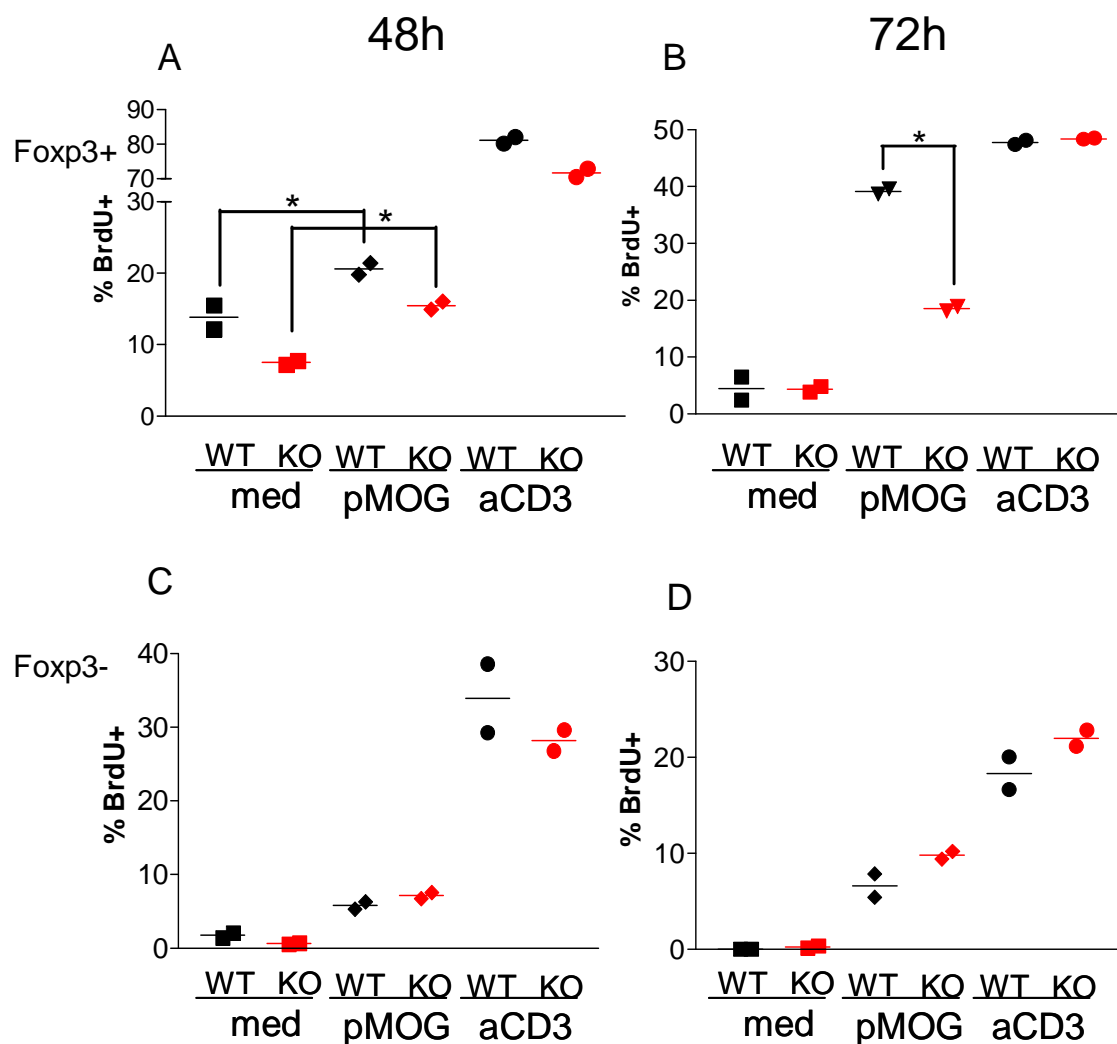 48h
72h
A
B
Foxp3+
% BrdU+
90
80
70
30
20
10
0
*
*
WT KO WT KO WT KO
med pMOG aCD3
% BrdU+
50
40
30
20
10
0
*
WT KO WT KO WT KO
med pMOG aCD3
C
D
Foxp3-
% BrdU+
40
30
20
10
0
WT KO WT KO WT KO
med pMOG aCD3
% BrdU+
30
20
10
0
WT KO WT KO WT KO
med pMOG aCD3